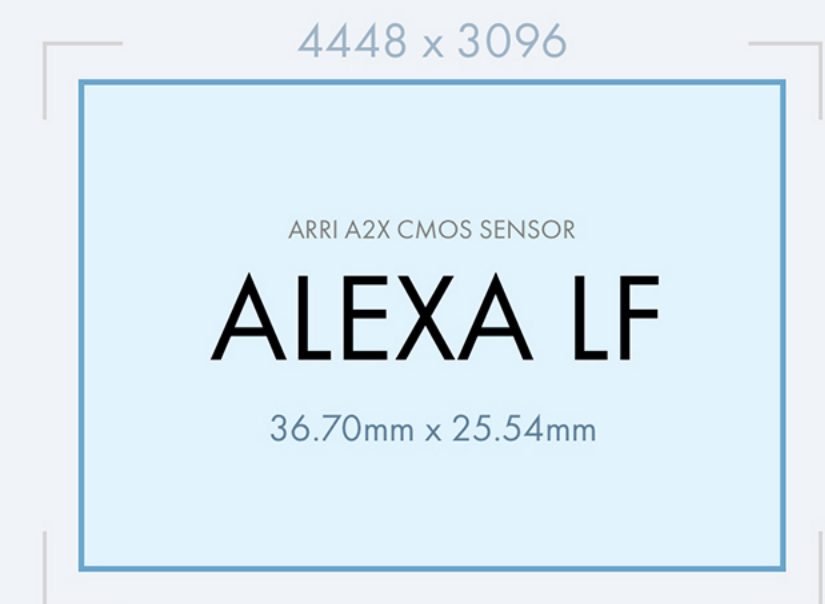 4448 x 3096
ARRI A2X CMOS SENSOR
ALEXA LF
36.70mm x 25.54mm